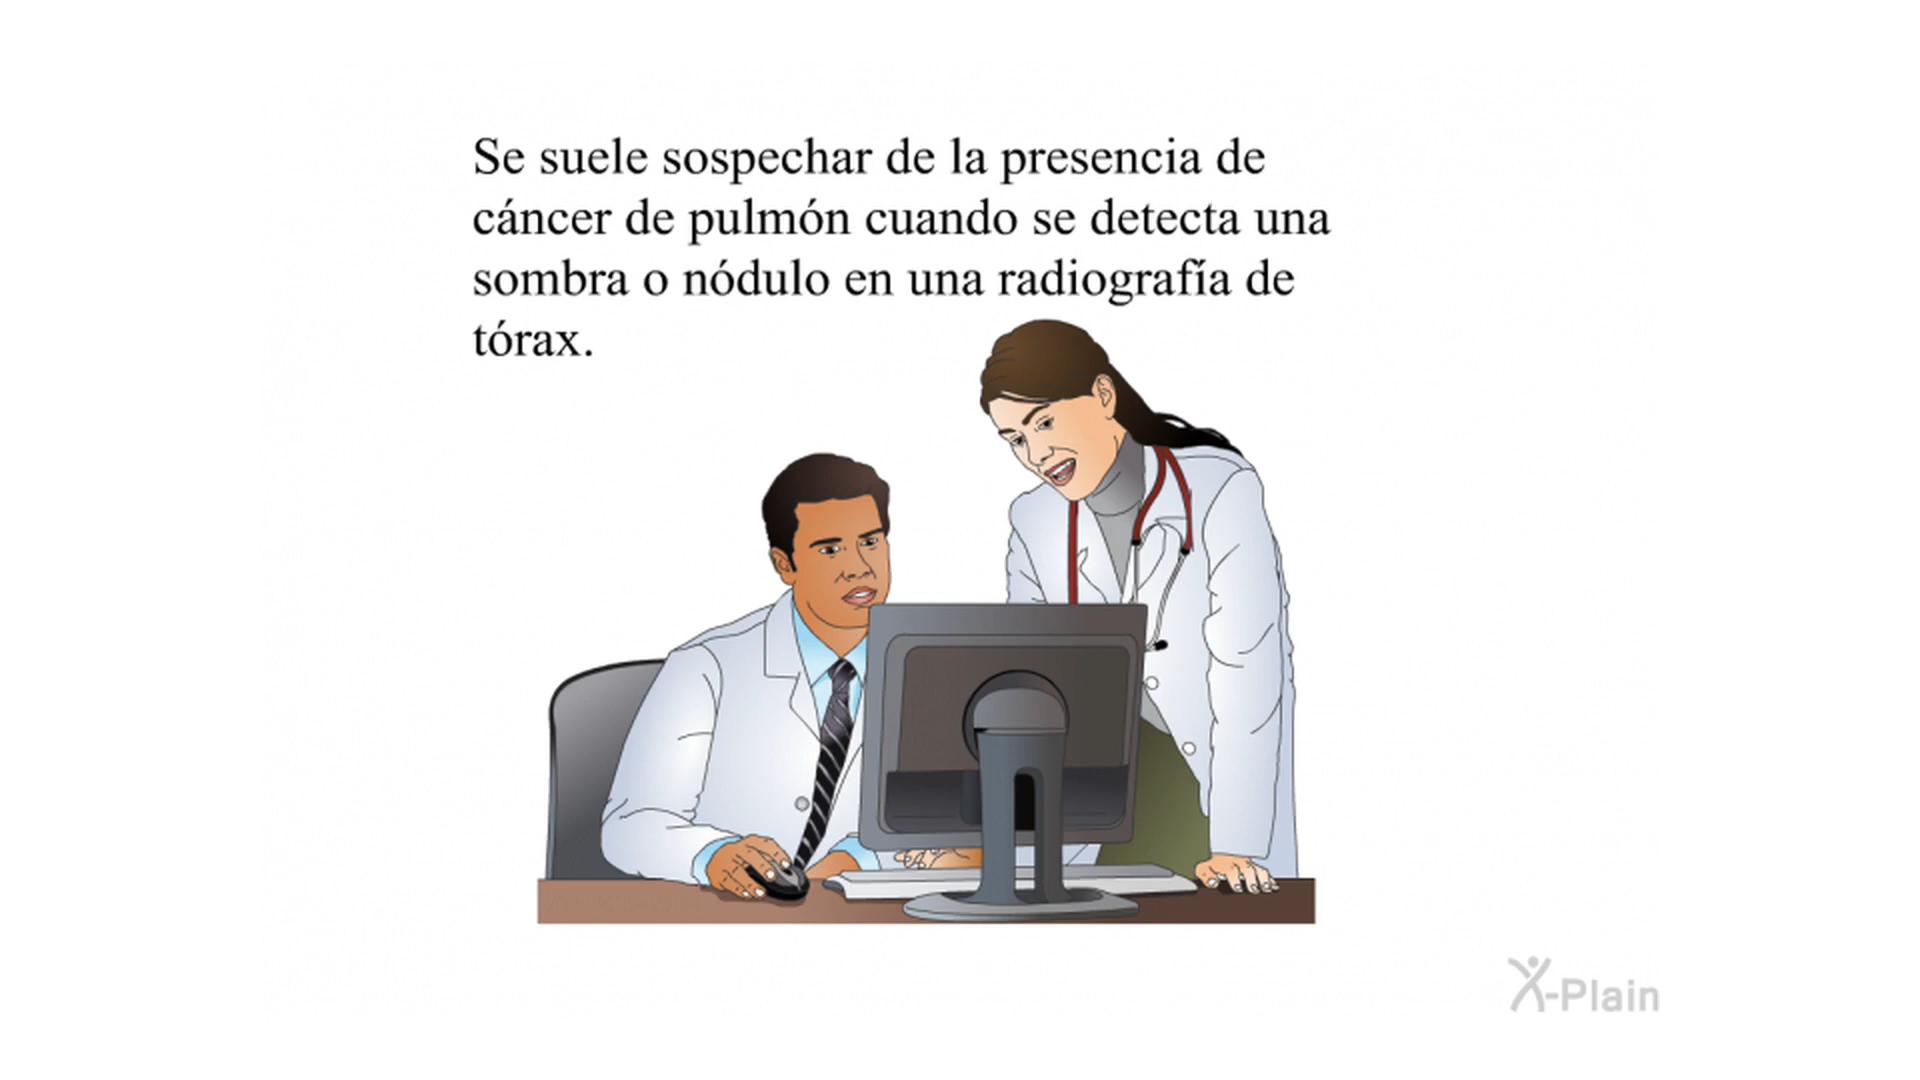 Se suele sospechar de la presencia de
cáncer de pulmón cuando se detecta una
sombra o nódulo en una radiografía de
tórax.
X-Plain